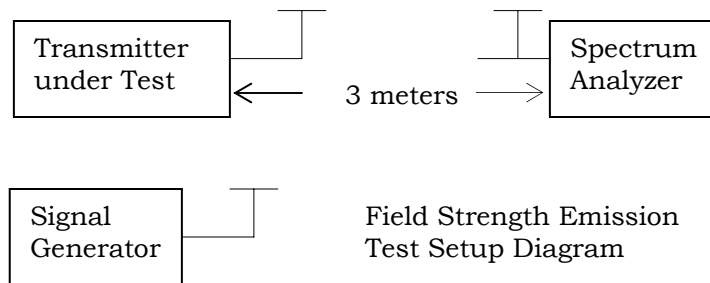 Transmitter
under Test
3 meters
Spectrum
Analyzer
Signal
Generator
Field Strength Emission
Test Setup Diagram